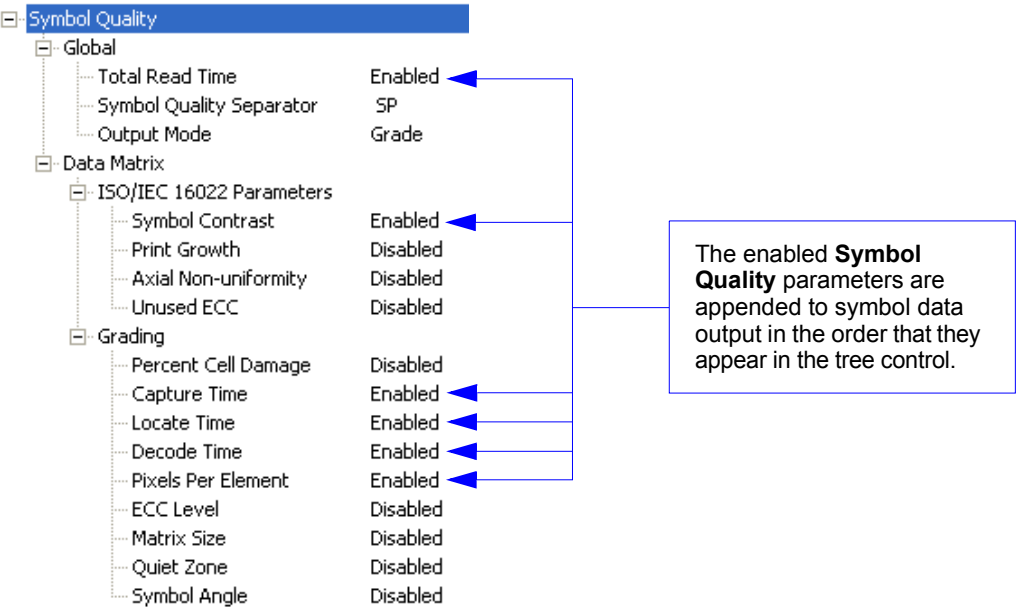 Symbol Quality
Global
Total Read Time Enabled
Symbol Quality Separator SP
Output Mode Grade
Data Matrix
ISO/IEC 16022 Parameters
Symbol Contrast Enabled
Print Growth Disabled
Axial Non-uniformity Disabled
Unused ECC Disabled
Grading
Percent Cell Damage Disabled
Capture Time Enabled
Locate Time Enabled
Decode Time Enabled
Pixels Per Element Enabled
ECC Level Disabled
Matrix Size Disabled
Quiet Zone Disabled
Symbol Angle Disabled
The enabled Symbol
Quality parameters are
appended to symbol data
output in the order that they
appear in the tree control.